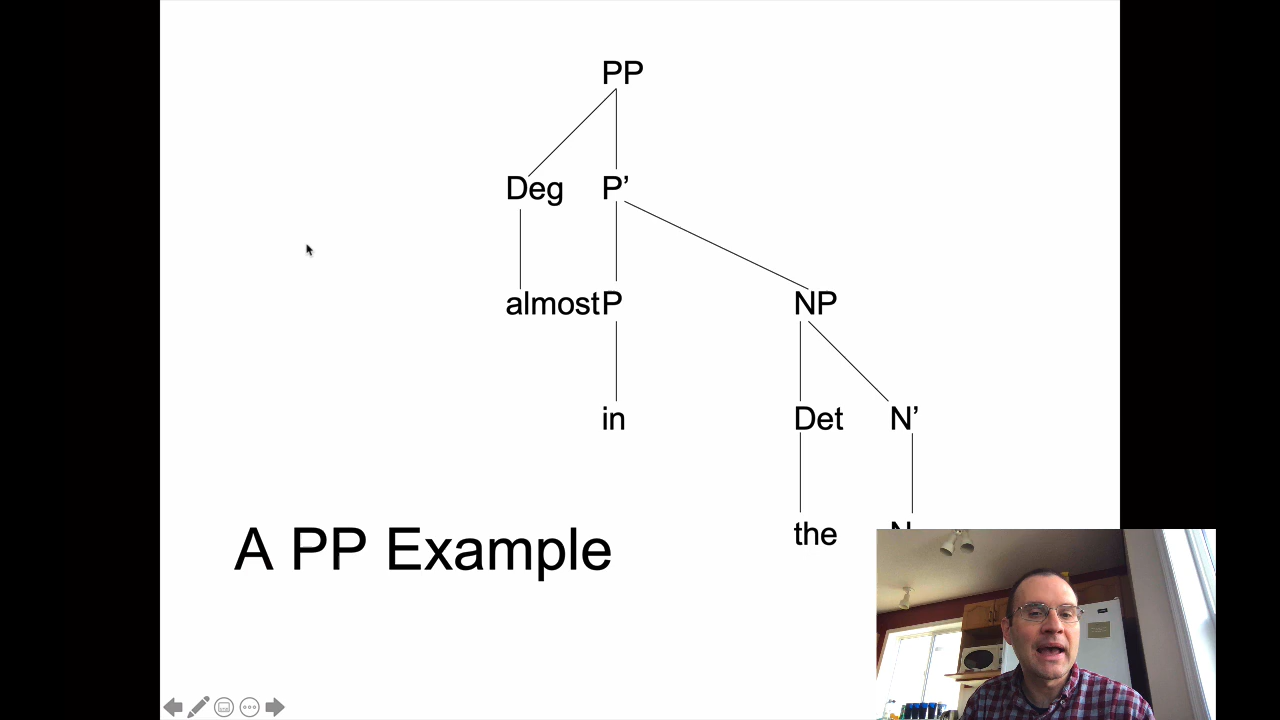 PP
Deg P’
almost P NP
in Det N’
the N
A PP Example